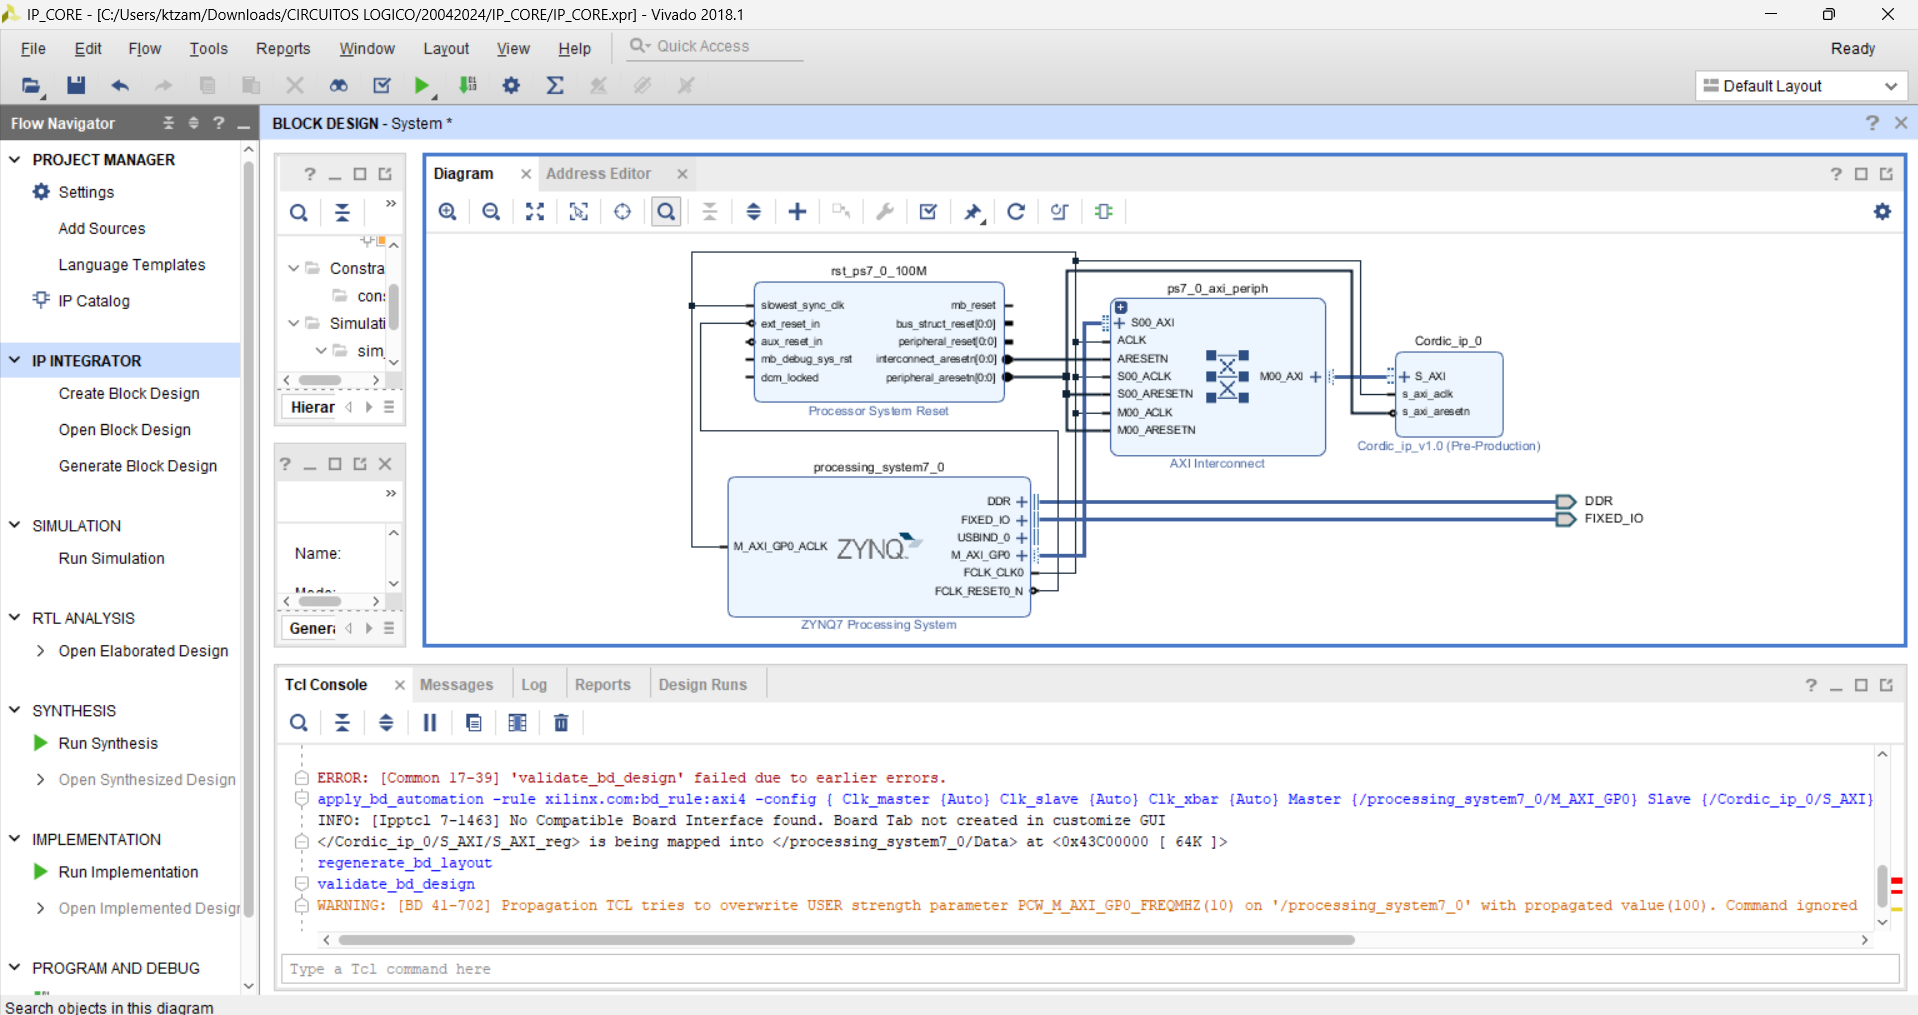 IP_CORE - [C:/Users/ktzam/Downloads/CIRCUITOS LOGICO/20042024/IP_CORE/IP_CORE.xpr] - Vivado 2018.1
File Edit Flow Tools Reports Window Layout View Help Quick Access
Ready
Default Layout
Flow Navigator
BLOCK DESIGN - System *
PROJECT MANAGER
Settings
Add Sources
Language Templates
IP Catalog
IP INTEGRATOR
Create Block Design
Open Block Design
Generate Block Design
SIMULATION
Run Simulation
RTL ANALYSIS
Open Elaborated Design
SYNTHESIS
Run Synthesis
Open Synthesized Design
IMPLEMENTATION
Run Implementation
Open Implemented Desig
PROGRAM AND DEBUG
Constra
con
Simulati
sim_
Hierar
Name:
Mode:
Genera
Diagram
Address Editor
rst_ps7_0_100M
slowest_sync_clk
ext_reset_in
aux_reset_in
mb_debug_sys_rst
dcm_locked
mb_reset
bus_struct_reset[0:0]
peripheral_reset[0:0]
interconnect_aresetn[0:0]
peripheral_aresetn[0:0]
Processor System Reset
ps7_0_axi_periph
S00_AXI
ACLK
ARESETN
S00_ACLK
S00_ARESETN
M00_ACLK
M00_ARESETN
M00_AXI
AXI Interconnect
Cordic_ip_0
S_AXI
s_axi_aclk
s_axi_aresetn
Cordic_ip_v1.0 (Pre-Production)
processing_system7_0
M_AXI_GP0_ACLK
ZYNQ
DDR
FIXED_IO
USBIND_0
M_AXI_GP0
FCLK_CLK0
FCLK_RESET0_N
ZYNQ7 Processing System
DDR
FIXED_IO
Tcl Console Messages Log Reports Design Runs
ERROR: [Common 17-39] 'validate_bd_design' failed due to earlier errors.
apply_bd_automation -rule xilinx.com:bd_rule:axi4 -config { Clk_master {Auto} Clk_slave {Auto} Clk_xbar {Auto} Master {/processing_system7_0/M_AXI_GP0} Slave {/Cordic_ip_0/S_AXI}
INFO: [Ipptcl 7-1463] No Compatible Board Interface found. Board Tab not created in customize GUI
</Cordic_ip_0/S_AXI/S_AXI_reg> is being mapped into </processing_system7_0/Data> at <0x43C00000 [ 64K ]>
regenerate_bd_layout
validate_bd_design
WARNING: [BD 41-702] Propagation TCL tries to overwrite USER strength parameter PCW_M_AXI_GP0_FREQMHZ(10) on '/processing_system7_0' with propagated value(100). Command ignored
Type a Tcl command here
Search objects in this diagram